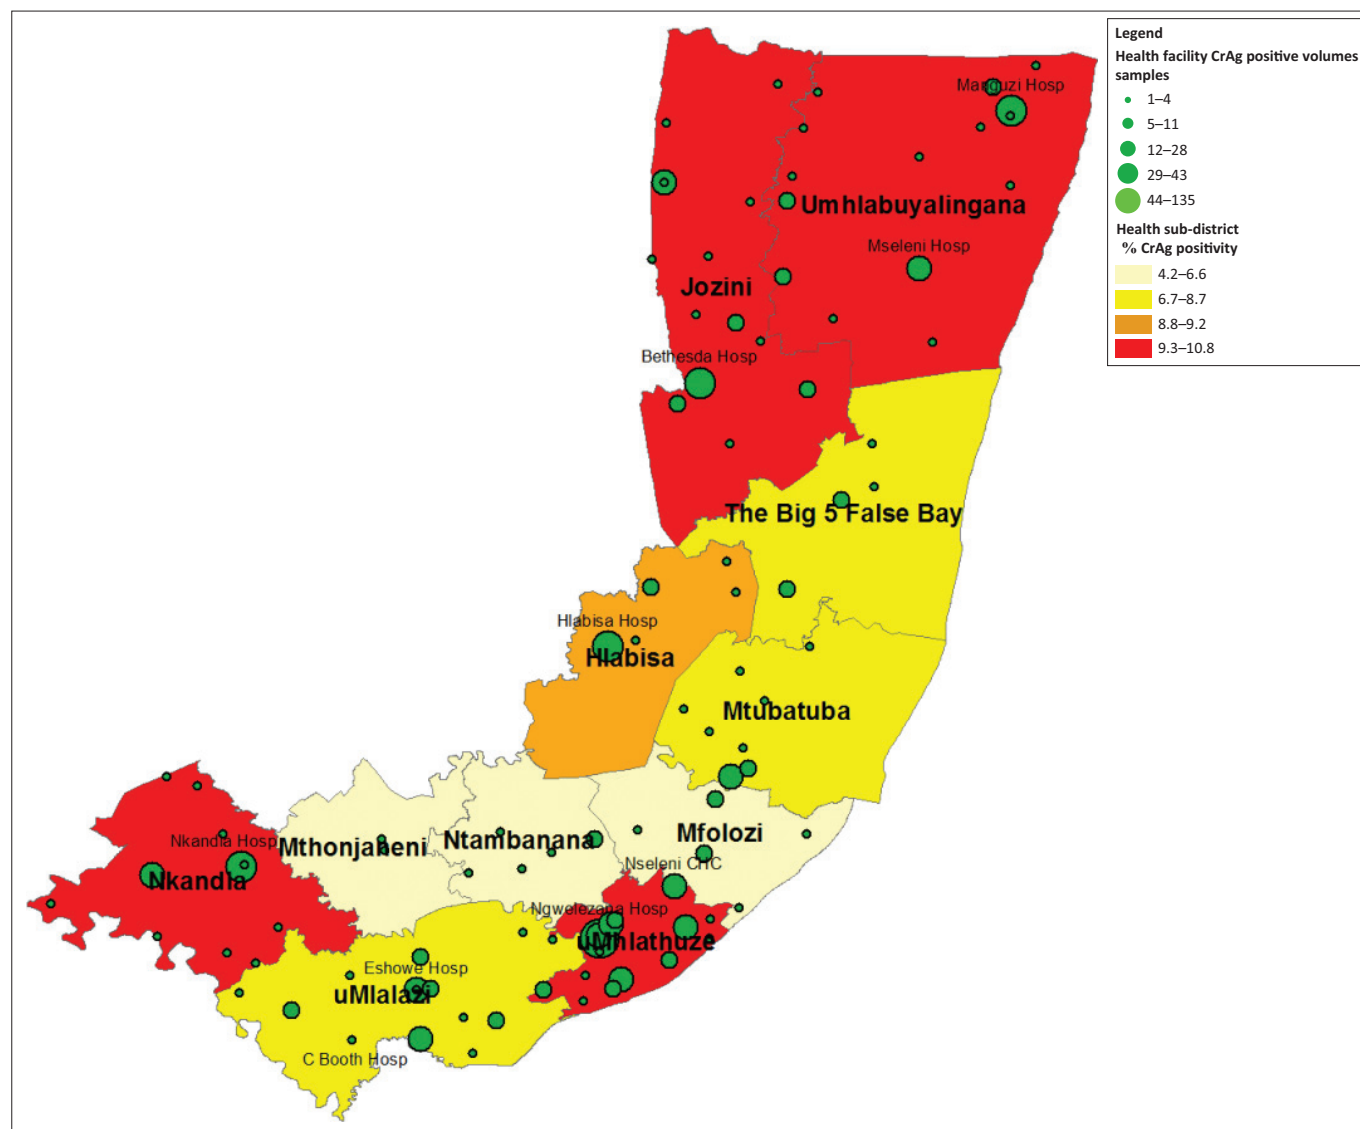 Legend
Health facility CrAg positive volumes
samples
1–4
5–11
12–28
29–43
44–135
Health sub-district
% CrAg positivity
4.2–6.6
6.7–8.7
8.8–9.2
9.3–10.8
Manguzi Hosp
Umhlabuyalingana
Mseleni Hosp
Jozini
Bethesda Hosp
The Big 5 False Bay
Hlabisa Hosp
Hlabisa
Mtubatuba
Nkandla Hosp
Mthonjaheni
Ntambanana
Mfolozi
Nseleni CHC
Nkandla
Ngwelezana Hosp
uMhlathuze
Eshowe Hosp
uMlalazi
C Booth Hosp